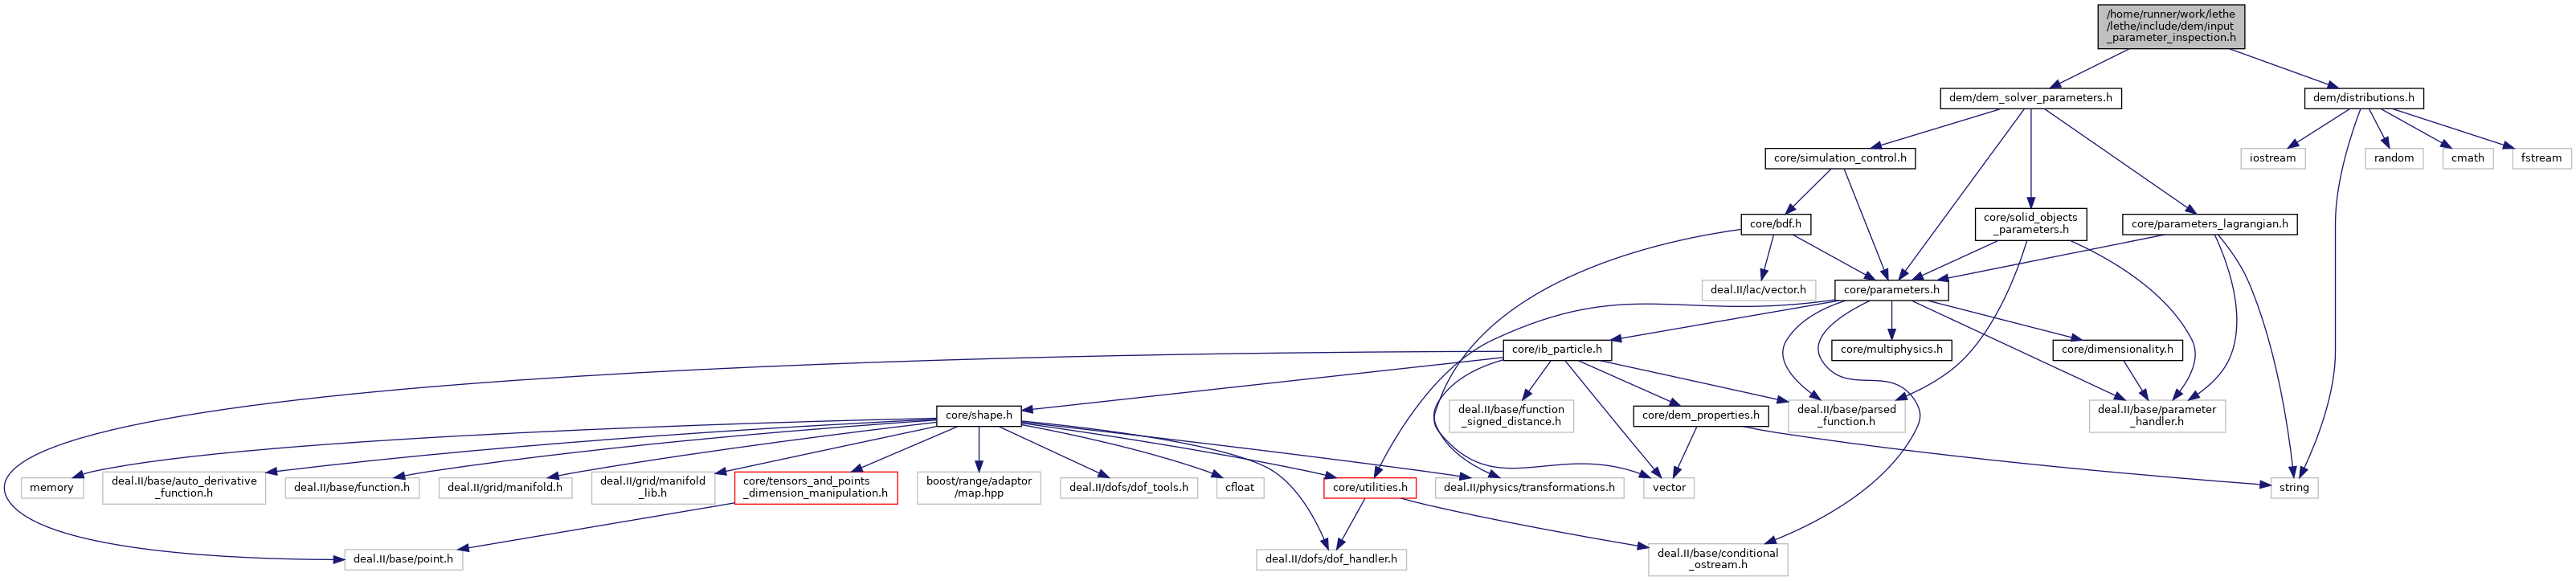 /home/runner/work/lethe
/lethe/include/dem/input
_parameter_inspection.h
dem/dem_solver_parameters.h
dem/distributions.h
core/simulation_control.h
iostream
random
cmath
fstream
core/bdf.h
core/solid_objects
_parameters.h
core/parameters_lagrangian.h
deal.II/lac/vector.h
core/parameters.h
core/ib_particle.h
core/multiphysics.h
core/dimensionality.h
core/shape.h
deal.II/base/function
_signed_distance.h
core/dem_properties.h
deal.II/base/parsed
_function.h
deal.II/base/parameter
_handler.h
memory
deal.II/base/auto_derivative
_function.h
deal.II/base/function.h
deal.II/grid/manifold.h
deal.II/grid/manifold
_lib.h
core/tensors_and_points
_dimension_manipulation.h
boost/range/adaptor
/map.hpp
deal.II/dofs/dof_tools.h
cfloat
core/utilities.h
deal.II/physics/transformations.h
vector
string
deal.II/base/point.h
deal.II/dofs/dof_handler.h
deal.II/base/conditional
_ostream.h